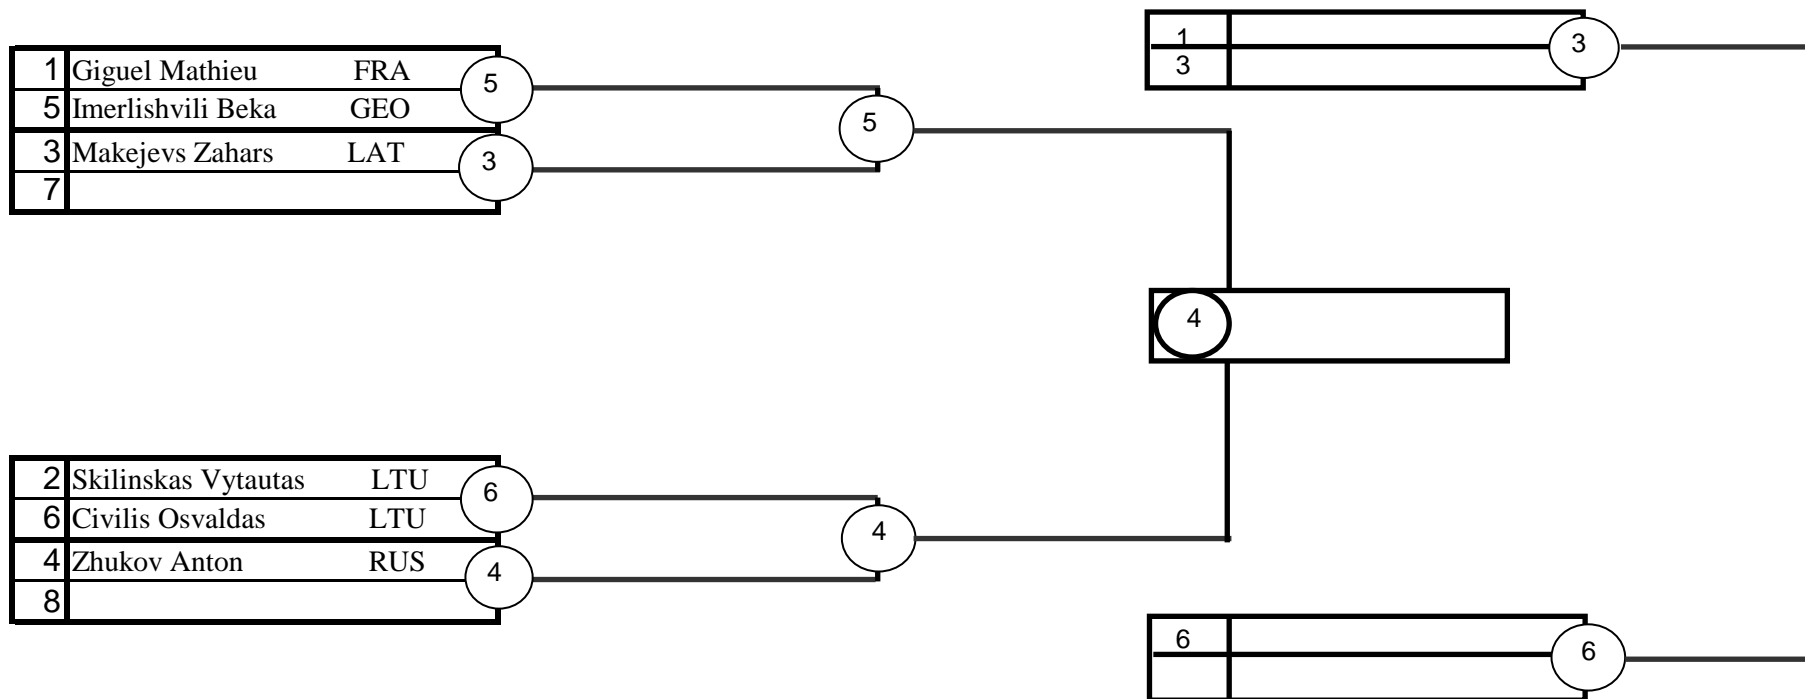 1 Giguel Mathieu FRA
5 Imerlishvili Beka GEO
5
3 Makejevs Zahars LAT
7
3
5
1
3
3
4
2 Skilinskas Vytautas LTU
6 Civilis Osvaldas LTU
6
4 Zhukov Anton RUS
8
4
4
6
6